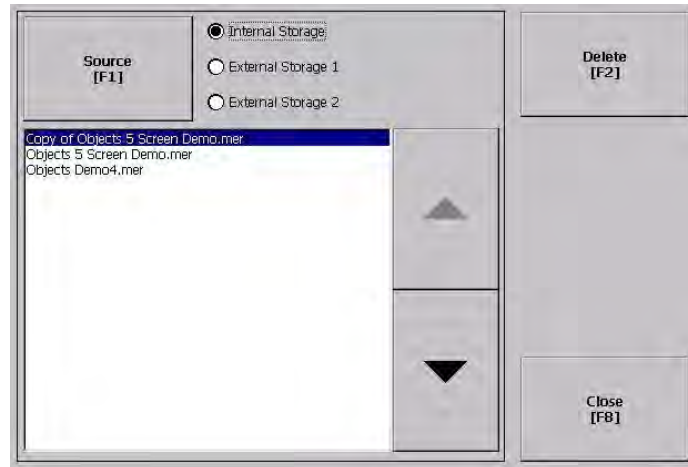 Source
[F1]
Internal Storage
External Storage 1
External Storage 2
Delete
[F2]
Copy of Objects 5 Screen Demo.mer
Objects 5 Screen Demo.mer
Objects Demo4.mer
Close
[F8]